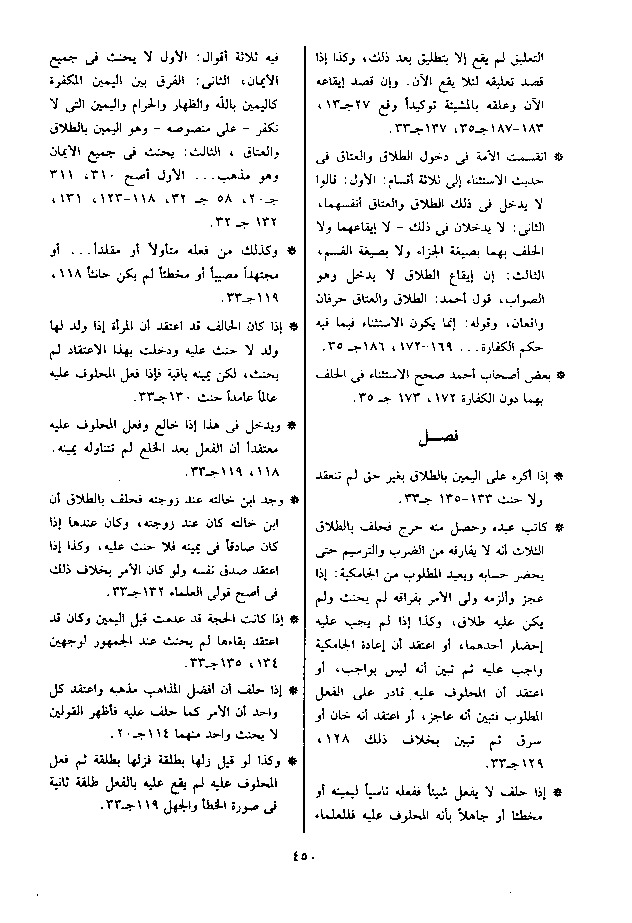 التعليق لم يقع إلا بتطليق بعد ذلك، وكذا إذا
قصد تعليقه لئلا يقع الآن. وإن قصد إيقاعه
الآن وعلقه بالمشيئة توكيداً وقع ٢٧جـ١٣،
١٨٣–١٨٧جـ٣٥، ١٣٧جـ٣٣.
* انقسمت الأمة فى دخول الطلاق والعتاق فى
حديث الاستثناء إلى ثلاثة أقسام: الأول: قالوا
لا يدخل فى ذلك الطلاق والعتاق أنفسهما،
الثانى: لا يدخلان فى ذلك – لا إيقاعهما ولا
الحلف بهما بصيغة الجزاء ولا بصيغة القسم،
الثالث: إن إيقاع الطلاق لا يدخل وهو
الصواب، قول أحمد: الطلاق والعتاق حرفان
واقعان، وقوله: إنما يكون الاستثناء فيما فيه
حكم الكفارة... ١٦٩–١٧٢، ١٨٦جـ ٣٥.
* بعض أصحاب أحمد صحح الاستثناء فى الحلف
بهما دون الكفارة ١٧٢، ١٧٣ جـ ٣٥.
فصــل
* إذا أكره على اليمين بالطلاق بغير حق لم تنعقد
ولا حنث ١٣٣–١٣٥ جـ٣٣.
* كاتب عبده وحصل منه حرج فحلف بالطلاق
الثلاث أنه لا يفارقه من الضرب والترسيم حتى
يحضر حسابه ويعيد المطلوب من الجامكية: إذا
عجز وألزمه ولى الأمر بفراقه لم يحنث ولم
يكن عليه طلاق، وكذا إذا لم يجب عليه
إحضار أحدهما، أو اعتقد أن إعادة الجامكية
واجب عليه ثم تبين أنه ليس بواجب، أو
اعتقد أن المحلوف عليه قادر على الفعل
المطلوب فتبين أنه عاجز، أو اعتقد أنه خان أو
سرق ثم تبين بخلاف ذلك ١٢٨،
١٢٩جـ٣٣.
* إذا حلف لا يفعل شيئاً ففعله ناسياً ليمينه أو
مخطئا أو جاهلاً بأنه المحلوف عليه فللعلماء
فيه ثلاثة أقوال: الأول لا يحنث فى جميع
الأيمان، الثانى: الفرق بين اليمين المكفرة
كاليمين بالله والظهار والحرام واليمين التى لا
تكفر – على منصوصه – وهو اليمين بالطلاق
والعتاق ، الثالث: يحنث فى جميع الأيمان
وهو مذهب... الأول أصح ٣١٠، ٣١١
جـ٢٠، ٥٨ جـ ٣٢، ١١٨–١٢٣، ١٣١،
١٣٢ جـ ٣٢.
* وكذلك من فعله متأولاً أو مقلداً... أو
مجتهداً مصيباً أو مخطئاً لم يكن حانثاً ١١٨،
١١٩جـ٣٣.
* إذا كان الحالف قد اعتقد أن المرأة إذا ولد لها
ولد لا حنث عليه ودخلت بهذا الاعتقاد لم
يحنث، لكن يمينه باقية فإذا فعل المحلوف عليه
عالماً عامداً حنث ١٣٠جـ٣٣.
* ويدخل فى هذا إذا خالع وفعل المحلوف عليه
معتقداً أن الفعل بعد الخلع لم تتناوله يمينه.
١١٨، ١١٩جـ٣٣.
* وجد ابن خالته عند زوجته فحلف بالطلاق أن
ابن خالته كان عند زوجته، وكان عندها إذا
كان صادقاً فى يمينه فلا حنث عليه، وكذا إذا
اعتقد صدق نفسه ولو كان الأمر بخلاف ذلك
فى أصح قولى العلماء ١٣٢جـ٣٣.
* إذا كانت الحجة قد عدمت قبل اليمين وكان قد
اعتقد بقاءها لم يحنث عند الجمهور لوجهين
١٣٤، ١٣٥جـ٣٣.
* إذا حلف أن أفضل المذاهب مذهبه واعتقد كل
واحد أن الأمر كما حلف عليه فأظهر القولين
لا يحنث واحد منهما ١١٤جـ٢٠.
* وكذا لو قيل زلها بطلقة فزلها بطلقة ثم فعل
المحلوف عليه لم يقع عليه بالفعل طلقة ثانية
فى صورة الخطأ والجهل ١١٩جـ٣٣.
٤٥٠